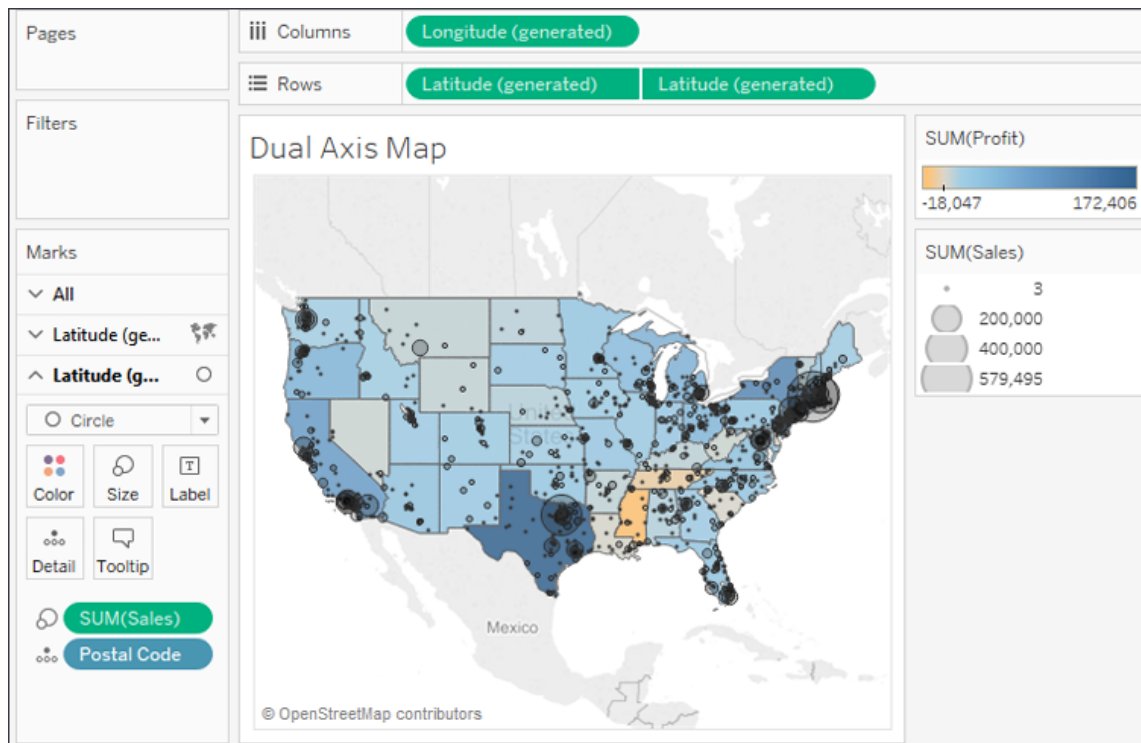 Pages
Columns
Longitude (generated)
Rows
Latitude (generated)
Latitude (generated)
Filters
Marks
All
Latitude (ge...
Latitude (g...
Circle
Color
Size
T
Label
Detail
Tooltip
SUM(Sales)
Postal Code
Dual Axis Map
United
States
Mexico
© OpenStreetMap contributors
SUM(Profit)
-18,047 172,406
SUM(Sales)
3
200,000
400,000
579,495